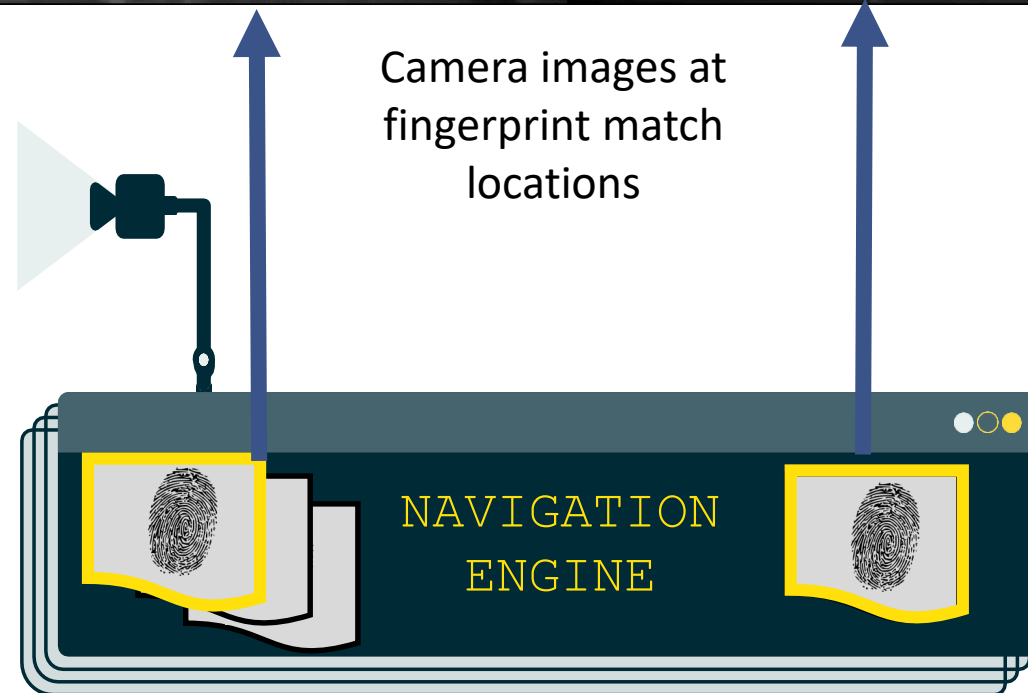 Camera images at
fingerprint match
locations
NAVIGATION
ENGINE